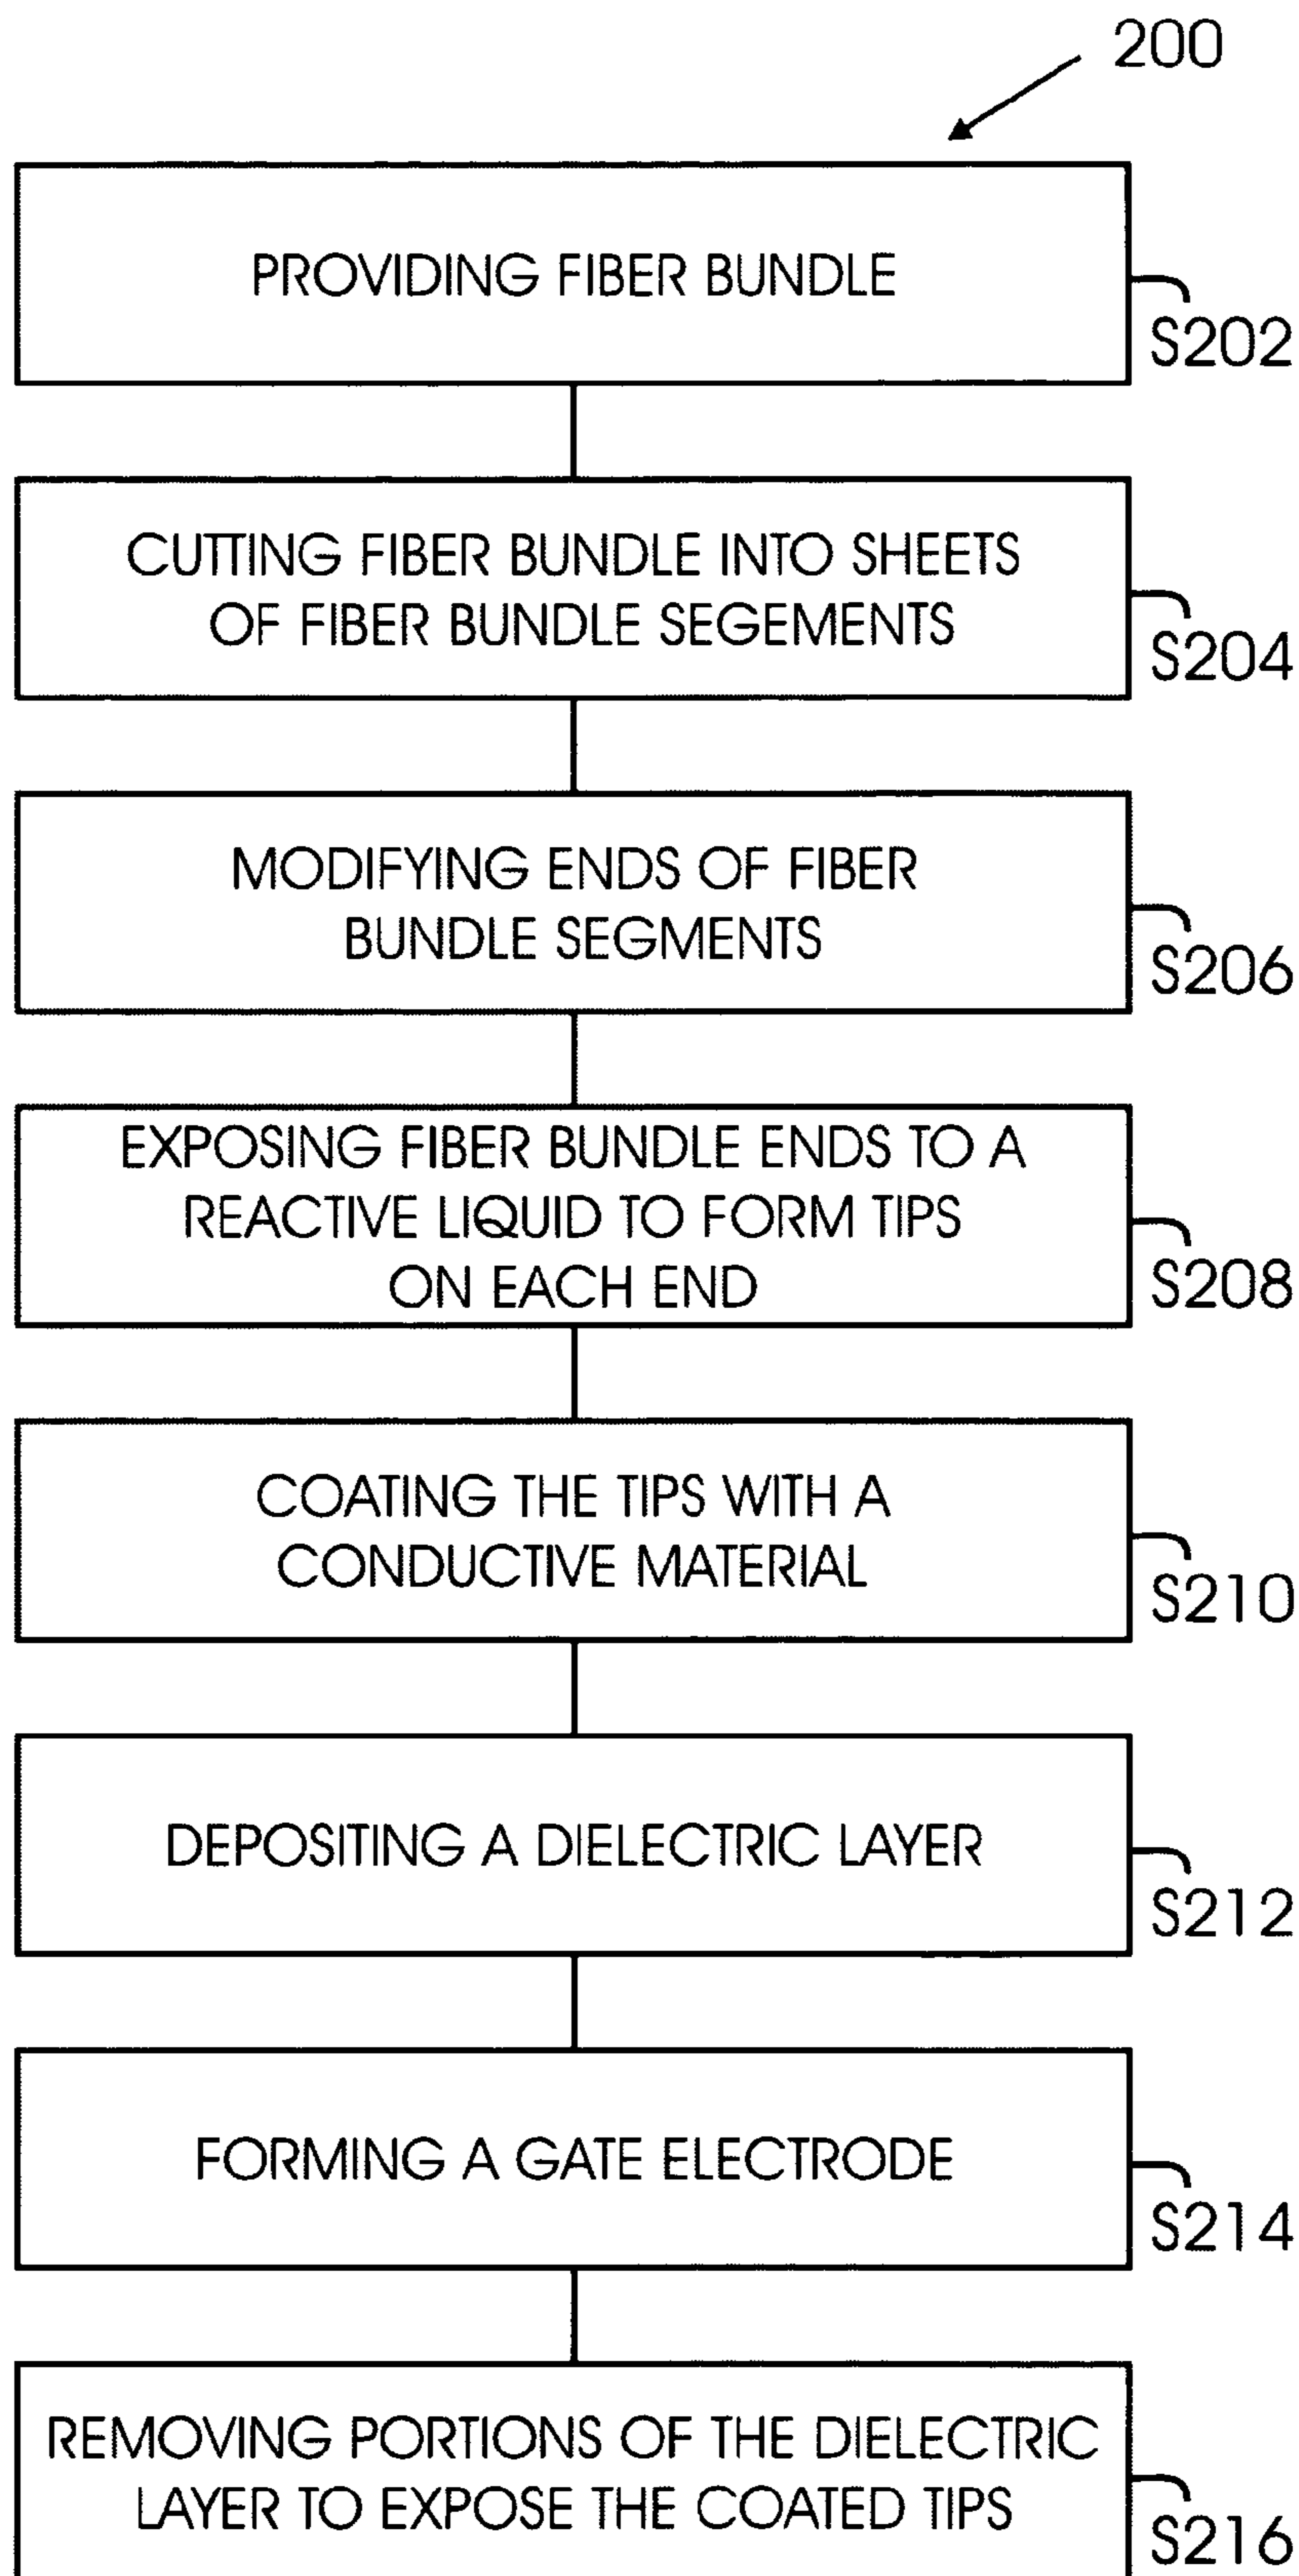 200
PROVIDING FIBER BUNDLE
S202
CUTTING FIBER BUNDLE INTO SHEETS
OF FIBER BUNDLE SEGEMENTS
S204
MODIFYING ENDS OF FIBER
BUNDLE SEGMENTS
S206
EXPOSING FIBER BUNDLE ENDS TO A
REACTIVE LIQUID TO FORM TIPS
ON EACH END
S208
COATING THE TIPS WITH A
CONDUCTIVE MATERIAL
S210
DEPOSITING A DIELECTRIC LAYER
S212
FORMING A GATE ELECTRODE
S214
REMOVING PORTIONS OF THE DIELECTRIC
LAYER TO EXPOSE THE COATED TIPS
S216